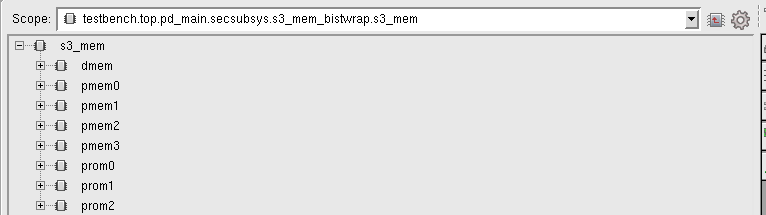 Scope: testbench.top.pd_main.secsubsys.s3_mem_bistwrap.s3_mem
s3_mem
dmem
pmem0
pmem1
pmem2
pmem3
prom0
prom1
prom2